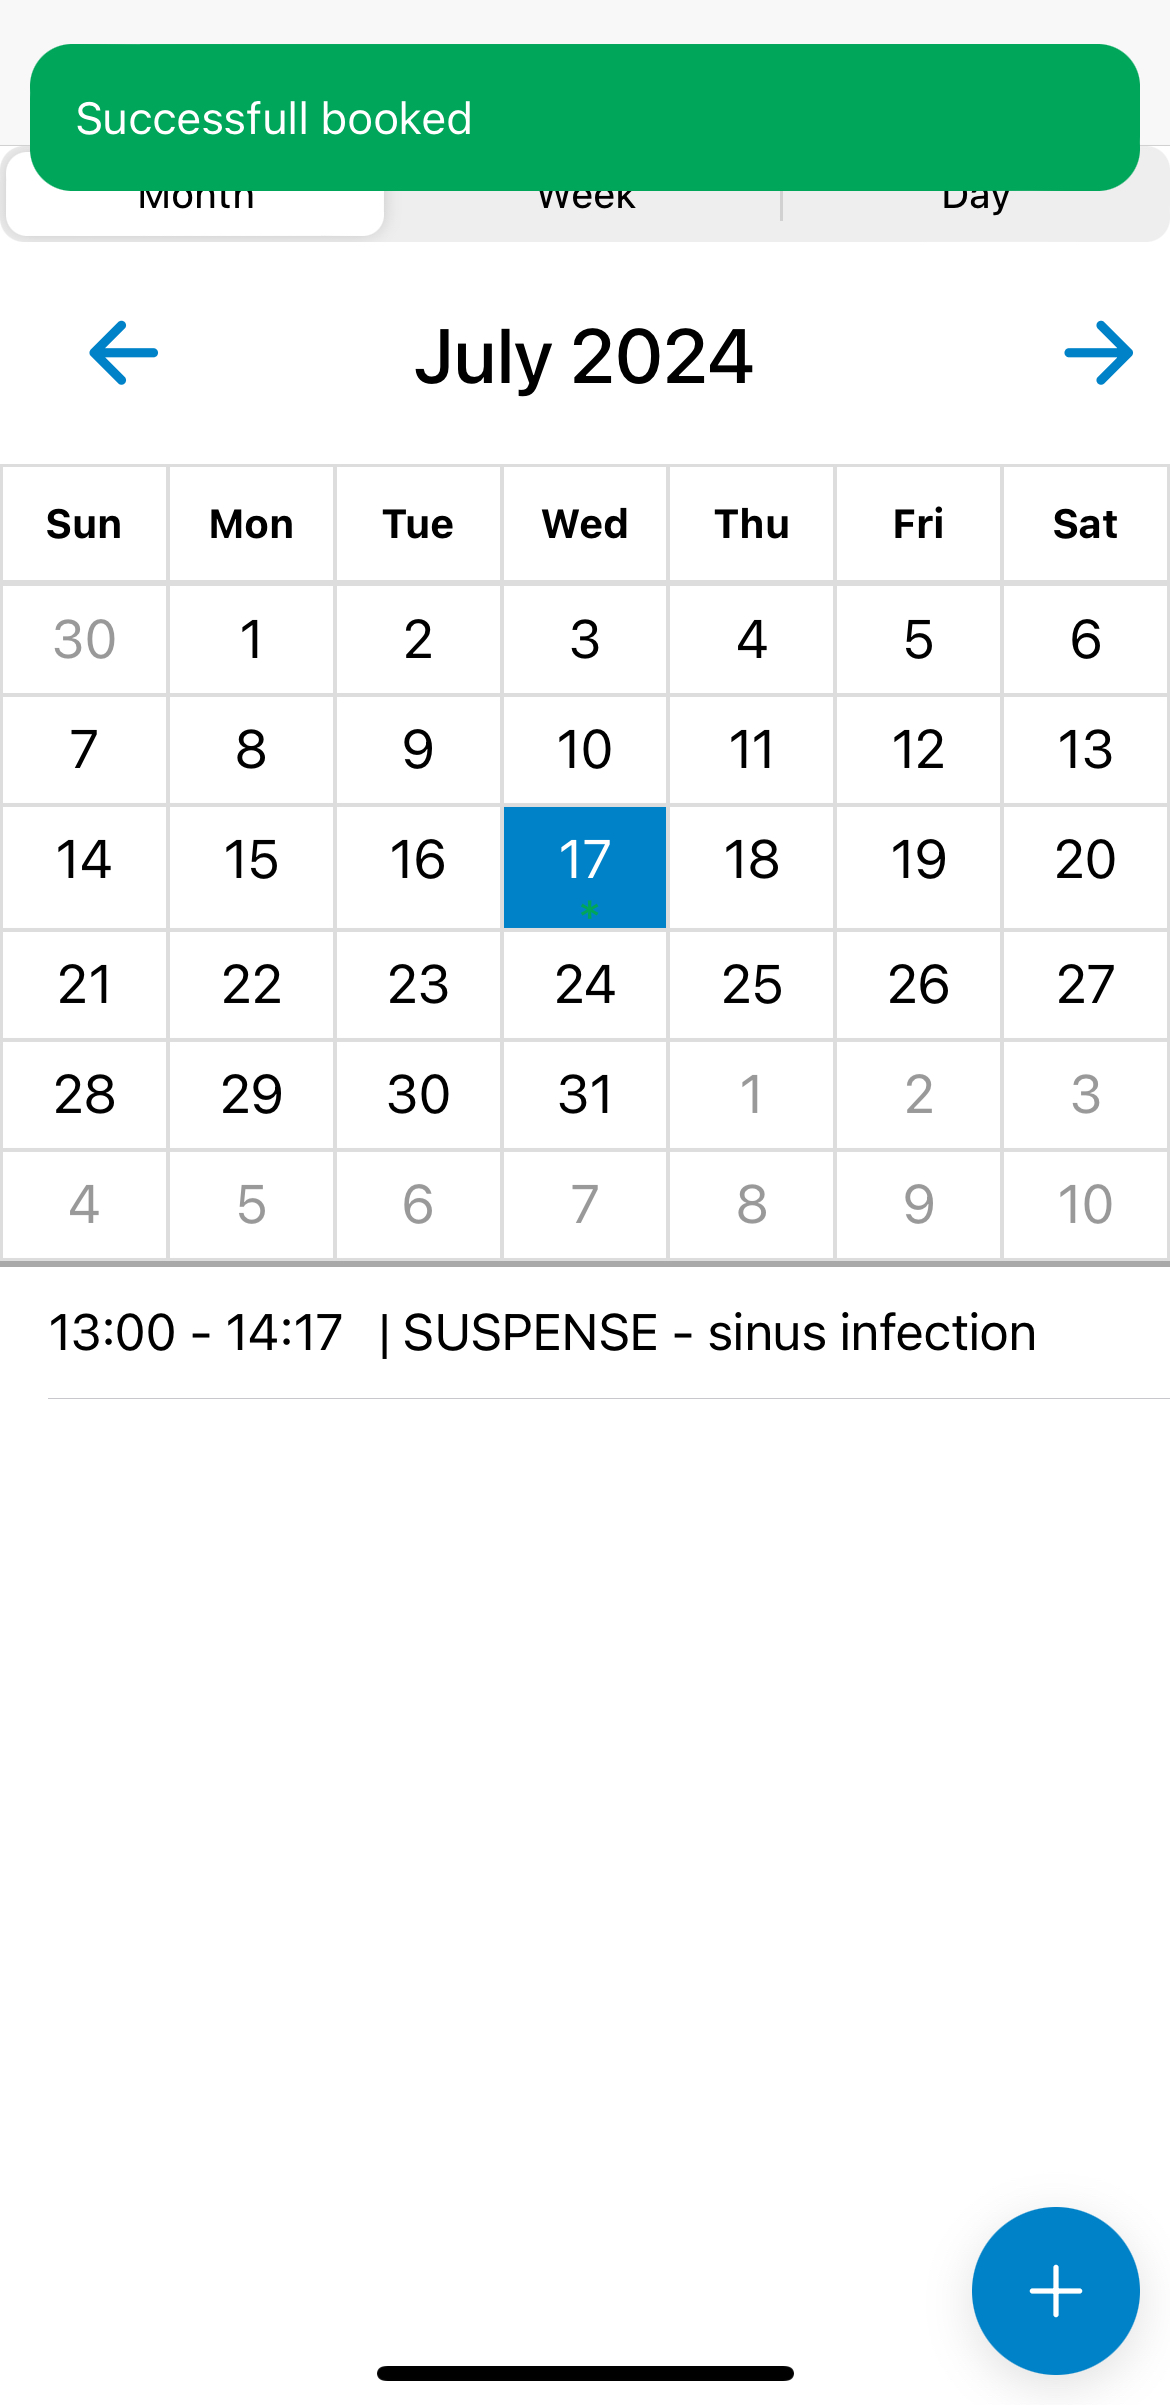 Successfull booked
Month Week Day
July 2024
Sun Mon Tue Wed Thu Fri Sat
30 1 2 3 4 5 6
7 8 9 10 11 12 13
14 15 16 17 18 19 20
*
21 22 23 24 25 26 27
28 29 30 31 1 2 3
4 5 6 7 8 9 10
13:00 - 14:17 | SUSPENSE - sinus infection